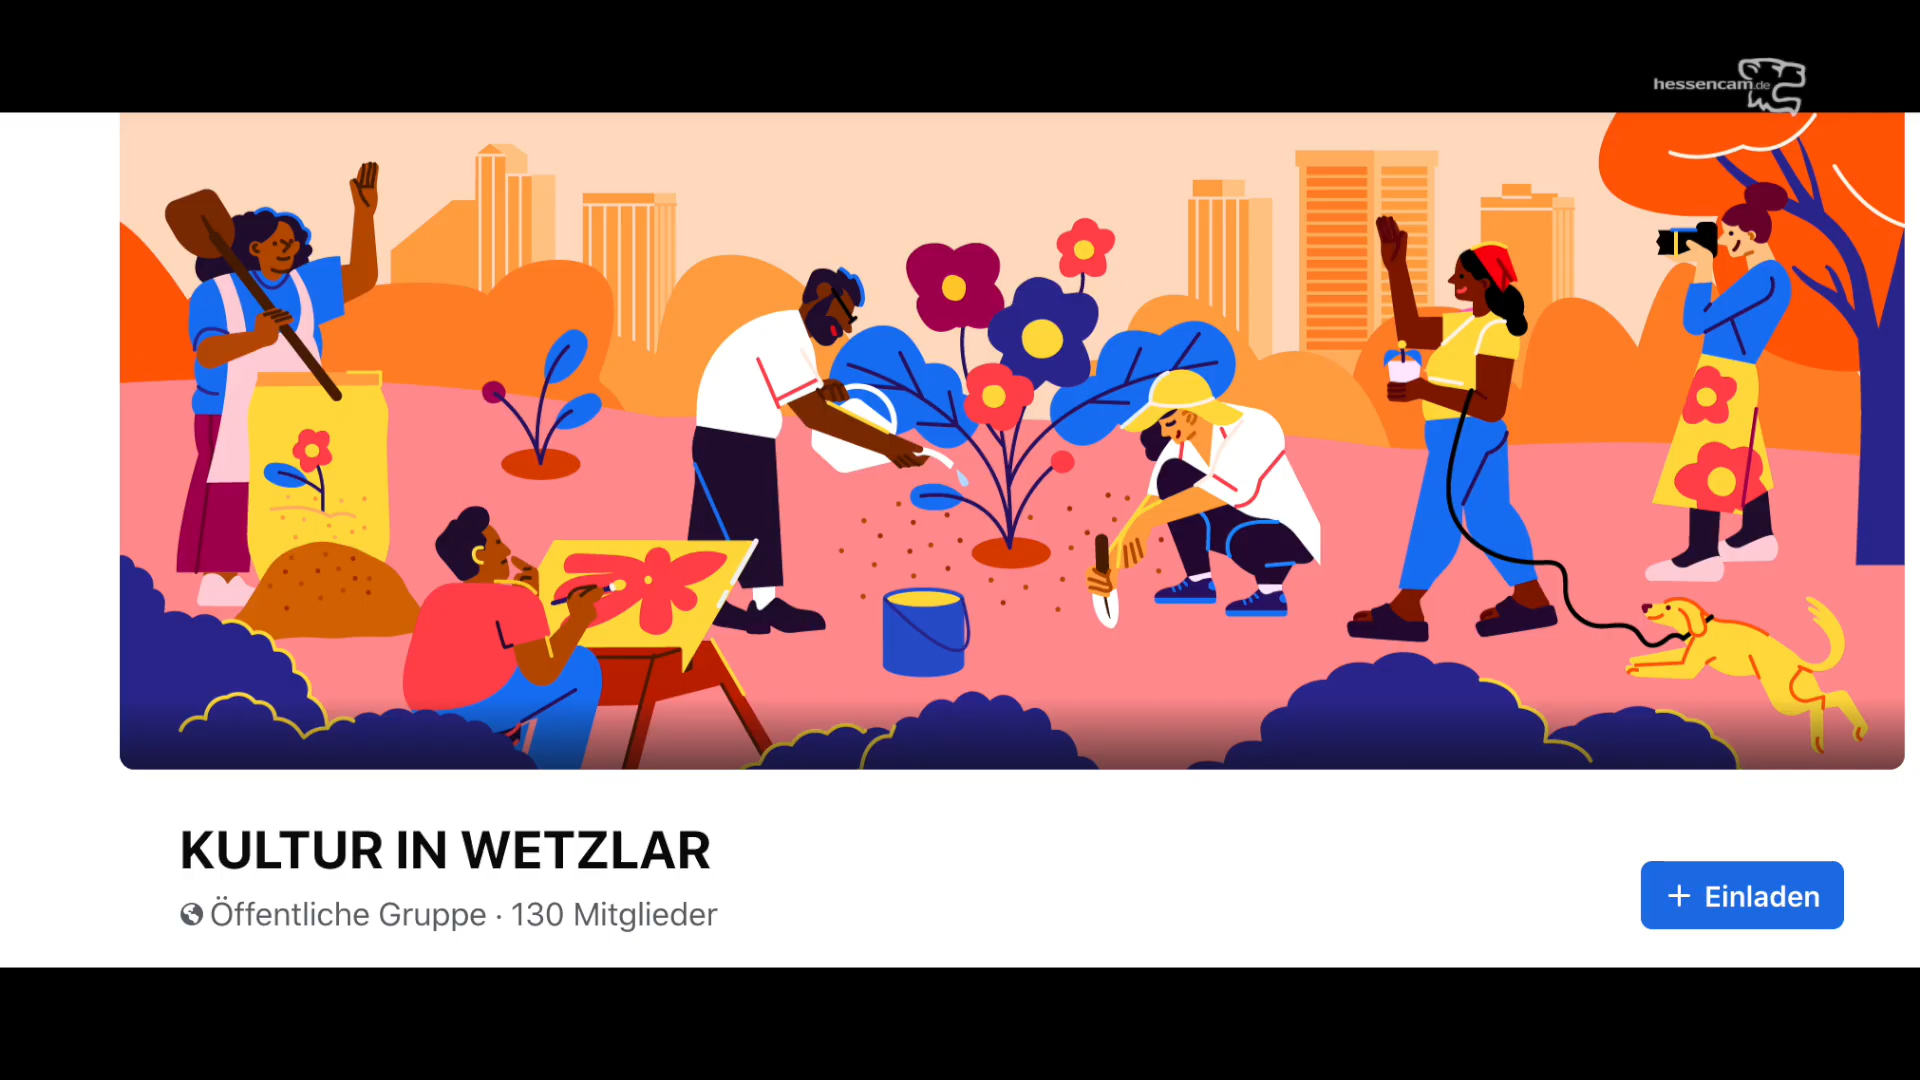 hessencam.de
KULTUR IN WETZLAR
Öffentliche Gruppe · 130 Mitglieder
+ Einladen